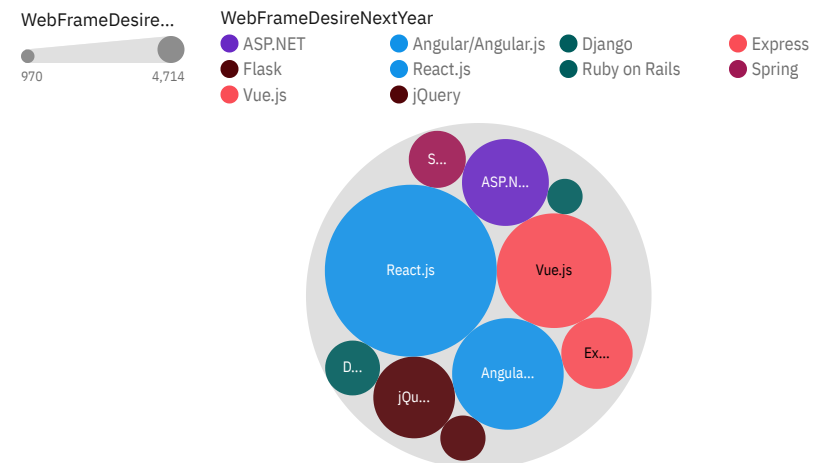 WebFrameDesire...
970
4,714
WebFrameDesireNextYear
ASP.NET
Angular/Angular.js
Django
Express
Flask
React.js
Ruby on Rails
Spring
Vue.js
jQuery
S...
ASP.N...
React.js
Vue.js
Ex...
D...
Angula...
jQu...